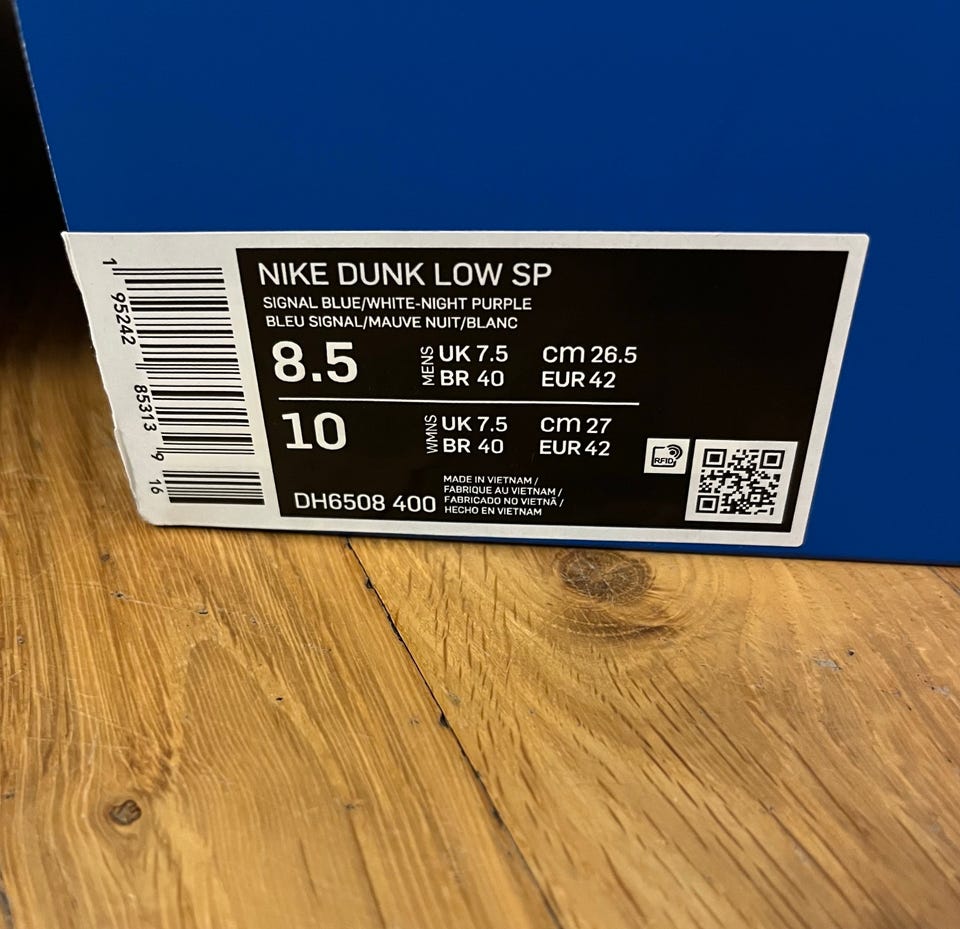 NIKE DUNK LOW SP
SIGNAL BLUE/WHITE-NIGHT PURPLE
BLEU SIGNAL/MAUVE NUIT/BLANC
8.5 MENS UK 7.5 cm 26.5
BR 40 EUR 42
10 WMNS UK 7.5 cm 27
BR 40 EUR 42
RFID
DH6508 400
MADE IN VIETNAM /
FABRIQUE AU VIETNAM /
FABRICADO NO VIETNÃ /
HECHO EN VIETNAM
1 95242 85313 9 16